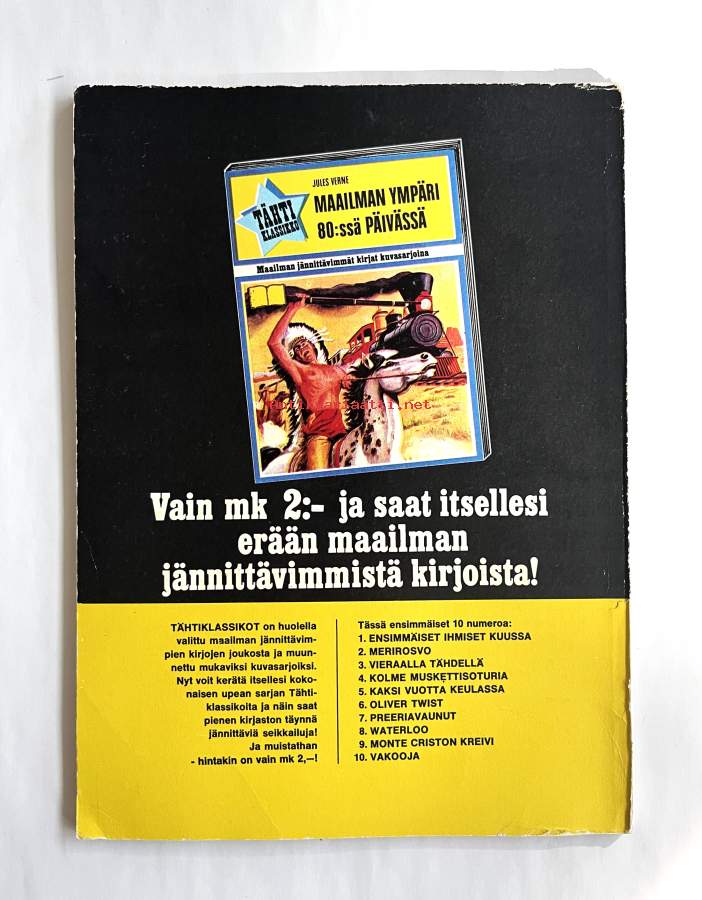 JULES VERNE
MAAILMAN YMPÄRI
80:ssä PÄIVÄSSÄ
TÄHTI
KLASSIKKO
Maailman jännittävimmät kirjat kuvasarjoina
Vain mk 2:- ja saat itsellesi
erään maailman
jännittävimmistä kirjoista!
TÄHTIKLASSIKOT on huolella
valittu maailman jännittävim-
pien kirjojen joukosta ja muun-
nettu mukaviksi kuvasarjoiksi.
Nyt voit kerätä itsellesi koko-
naisen upean sarjan Tähti-
klassikoita ja näin saat
pienen kirjaston täynnä
jännittäviä seikkailuja!
Ja muistathan
- hintakin on vain mk 2,—!
Tässä ensimmäiset 10 numeroa:
1. ENSIMMÄISET IHMISET KUUSSA
2. MERIROSVO
3. VIERAALLA TÄHDELLÄ
4. KOLME MUSKETTISOTURIA
5. KAKSI VUOTTA KEULASSA
6. OLIVER TWIST
7. PREERIAVAUNUT
8. WATERLOO
9. MONTE CRISTON KREIVI
10. VAKOOJA